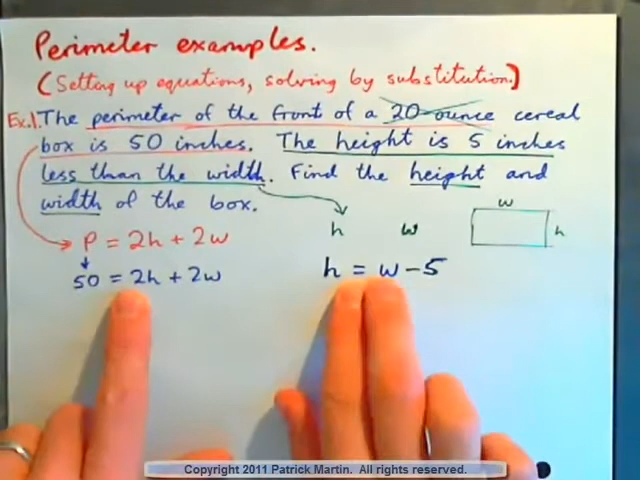 Perimeter examples.
(Setting up equations, solving by substitution.)
Ex.1. The perimeter of the front of a 20-ounce cereal
box is 50 inches. The height is 5 inches
less than the width. Find the height and
width of the box.
h w
w
h
P = 2h + 2w
50 = 2h + 2w
h = w - 5
Copyright 2011 Patrick Martin. All rights reserved.